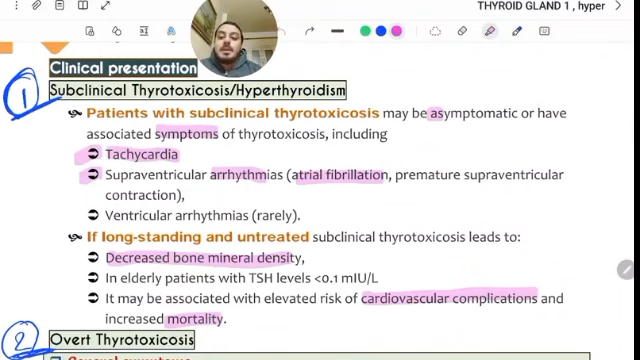 THYROID GLAND 1 , hyper
Clinical presentation
1
Subclinical Thyrotoxicosis/Hyperthyroidism
Patients with subclinical thyrotoxicosis may be asymptomatic or have
associated symptoms of thyrotoxicosis, including
Tachycardia
Supraventricular arrhythmias (atrial fibrillation, premature supraventricular
contraction),
Ventricular arrhythmias (rarely).
If long-standing and untreated subclinical thyrotoxicosis leads to:
Decreased bone mineral density,
In elderly patients with TSH levels <0.1 mIU/L
It may be associated with elevated risk of cardiovascular complications and
increased mortality.
2
Overt Thyrotoxicosis
General symptoms